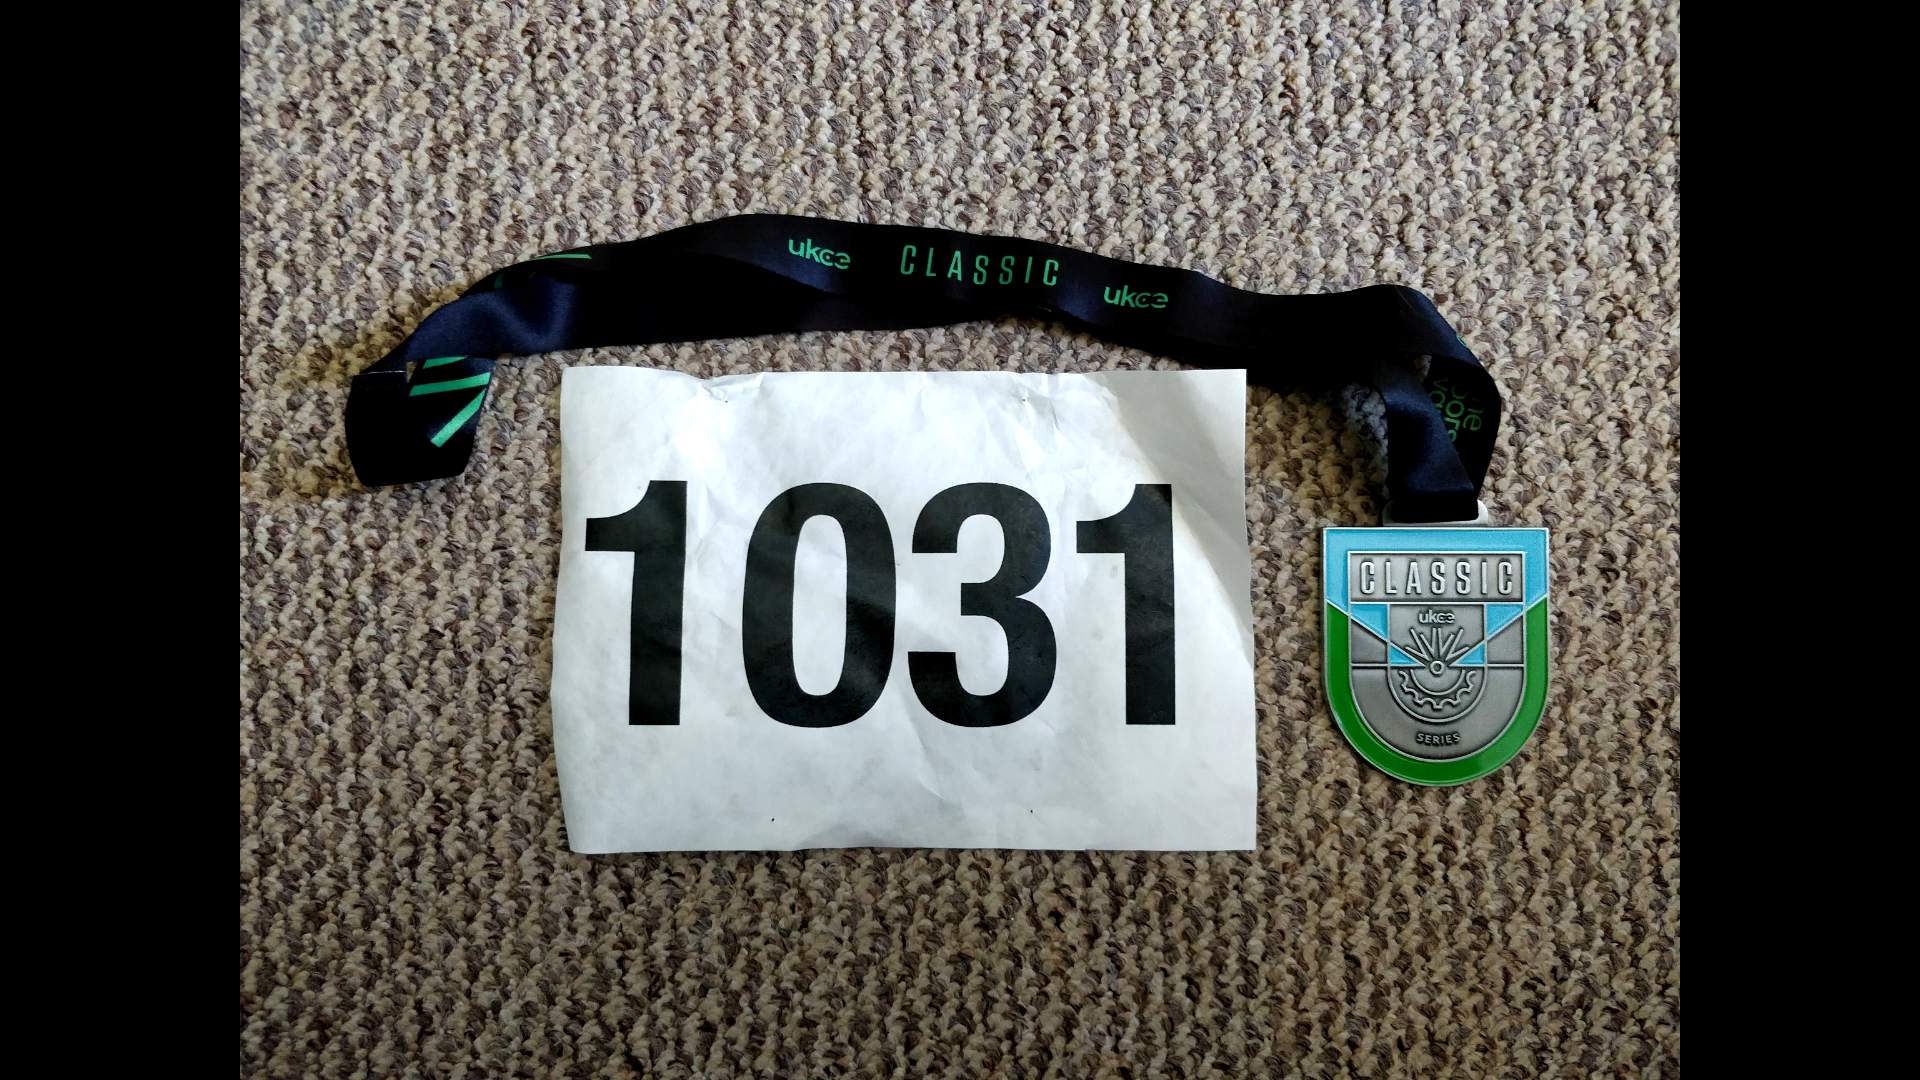 ukce CLASSIC ukce
1031
CLASSIC
ukce
SERIES